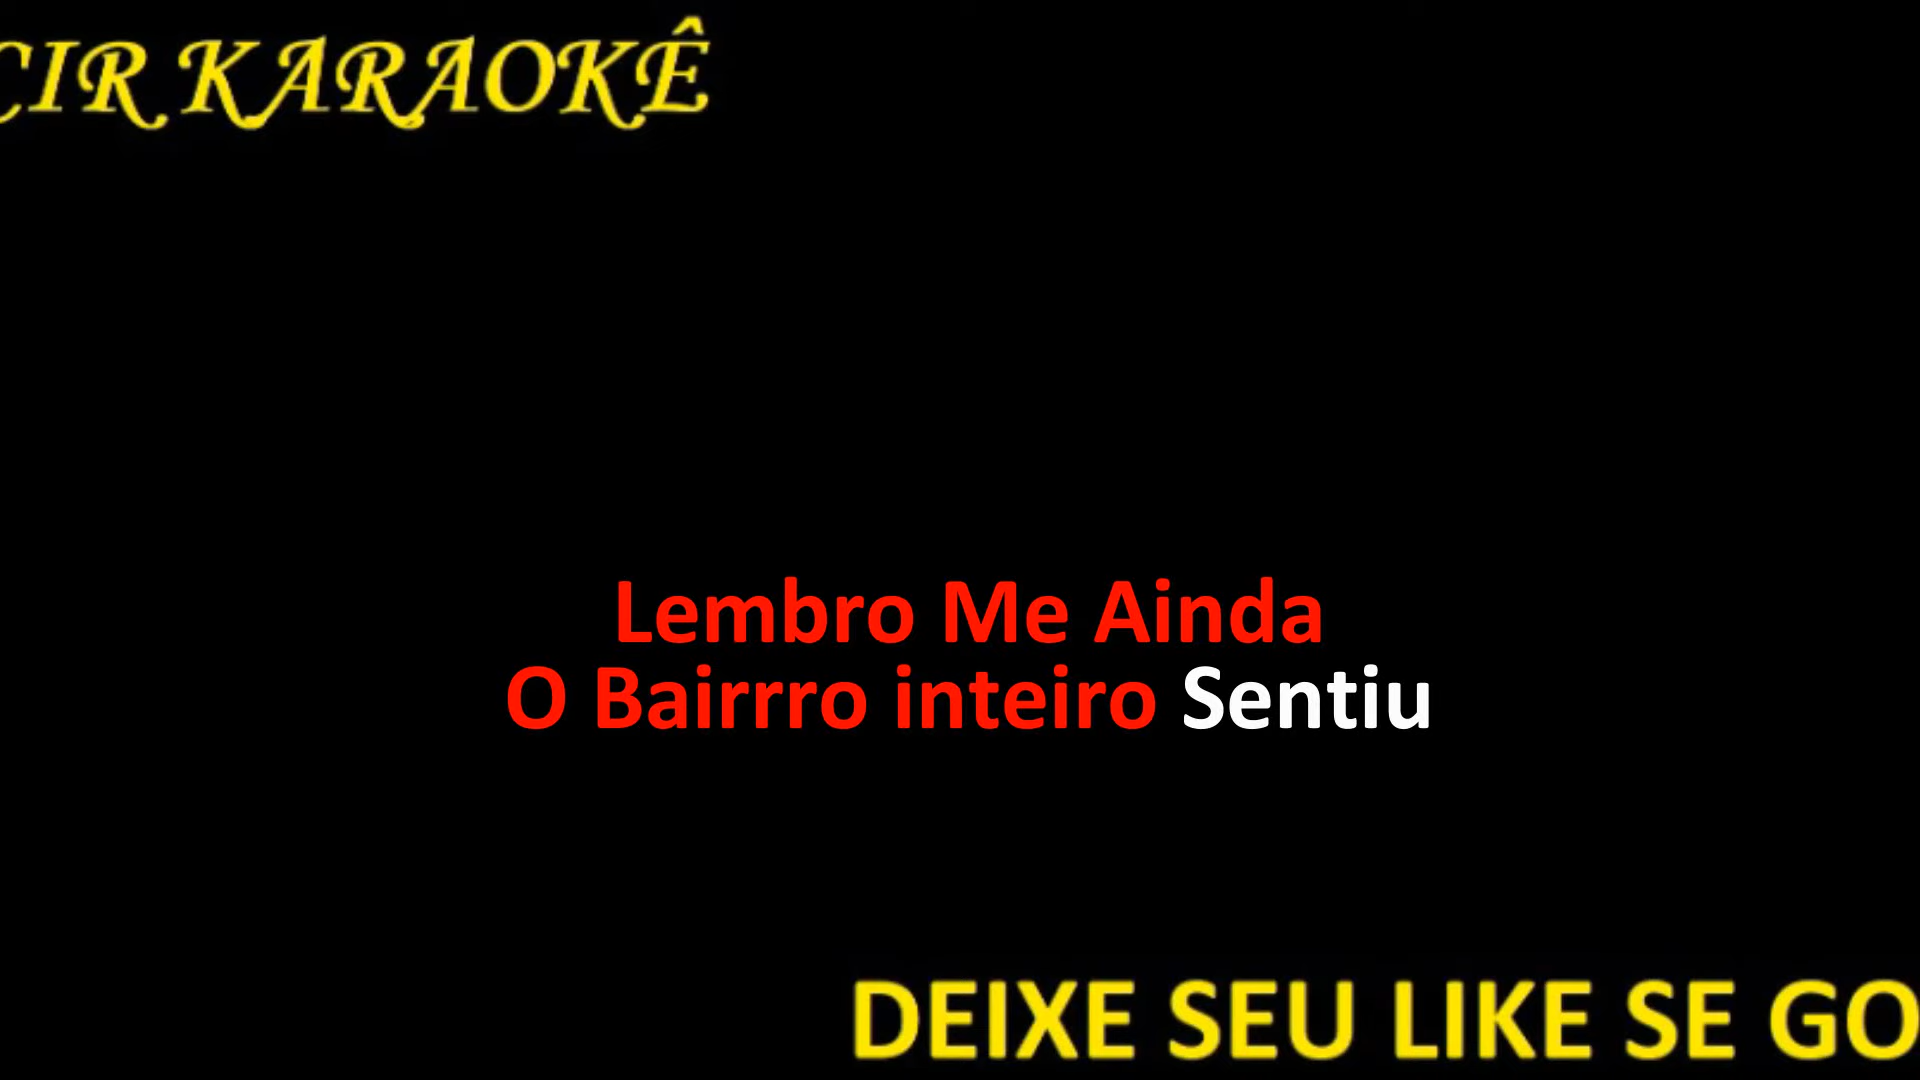 CIR KARAOKÊ
Lembro Me Ainda
O Bairrro inteiro Sentiu
DEIXE SEU LIKE SE GO